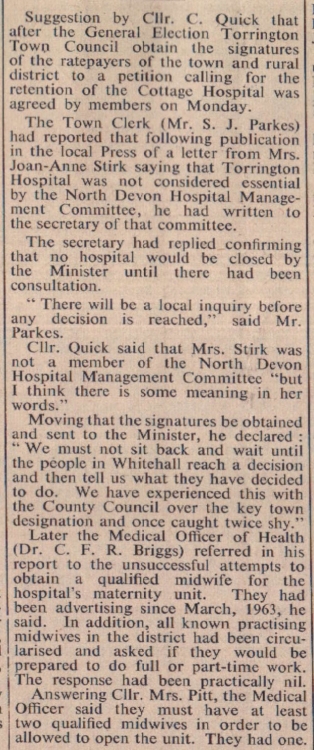 Suggestion by Cllr. C. Quick that
after the General Election Torrington
Town Council obtain the signatures
of the ratepayers of the town and rural
district to a petition calling for the
retention of the Cottage Hospital was
agreed by members on Monday.
The Town Clerk (Mr. S. J. Parkes)
had reported that following publication
in the local Press of a letter from Mrs.
Joan-Anne Stirk saying that Torrington
Hospital was not considered essential
by the North Devon Hospital Manage-
ment Committee, he had written to
the secretary of that committee.
The secretary had replied confirming
that no hospital would be closed by
the Minister until there had been
consultation.
" There will be a local inquiry before
any decision is reached," said Mr.
Parkes.
Cllr. Quick said that Mrs. Stirk was
not a member of the North Devon
Hospital Management Committee "but
I think there is some meaning in her
words."
Moving that the signatures be obtained
and sent to the Minister, he declared :
" We must not sit back and wait until
the people in Whitehall reach a decision
and then tell us what they have decided
to do. We have experienced this with
the County Council over the key town
designation and once caught twice shy."
Later the Medical Officer of Health
(Dr. C. F. R. Briggs) referred in his
report to the unsuccessful attempts to
obtain a qualified midwife for the
hospital's maternity unit. They had
been advertising since March, 1963, he
said. In addition, all known practising
midwives in the district had been circu-
larised and asked if they would be
prepared to do full or part-time work.
The response had been practically nil.
Answering Cllr. Mrs. Pitt, the Medical
Officer said they must have at least
two qualified midwives in order to be
allowed to open the unit. They had one.